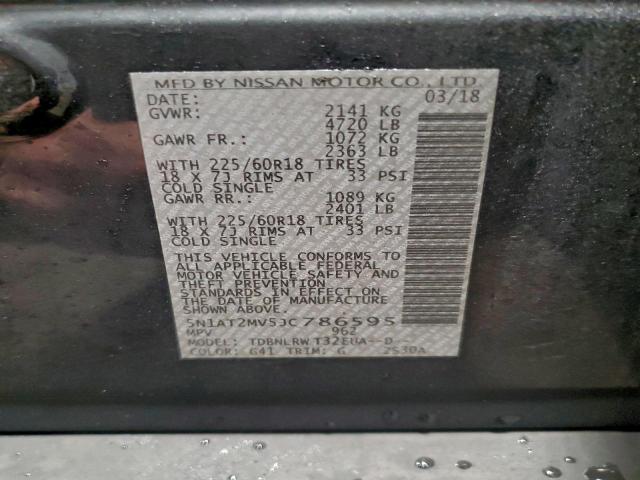 MFD BY NISSAN MOTOR CO., LTD.
DATE: 03/18
GVWR: 2141 KG
4720 LB
GAWR FR.: 1072 KG
2363 LB
WITH 225/60R18 TIRES
18 X 7J RIMS AT 33 PSI
COLD SINGLE
GAWR RR.: 1089 KG
2401 LB
WITH 225/60R18 TIRES
18 X 7J RIMS AT 33 PSI
COLD SINGLE
THIS VEHICLE CONFORMS TO
ALL APPLICABLE FEDERAL
MOTOR VEHICLE SAFETY AND
THEFT PREVENTION
STANDARDS IN EFFECT ON
THE DATE OF MANUFACTURE
SHOWN ABOVE.
5N1AT2MV5JC786595
MPV 962
MODEL: TDBNLRW T32EUA--D
COLOR: G41 TRIM: G 2S30A